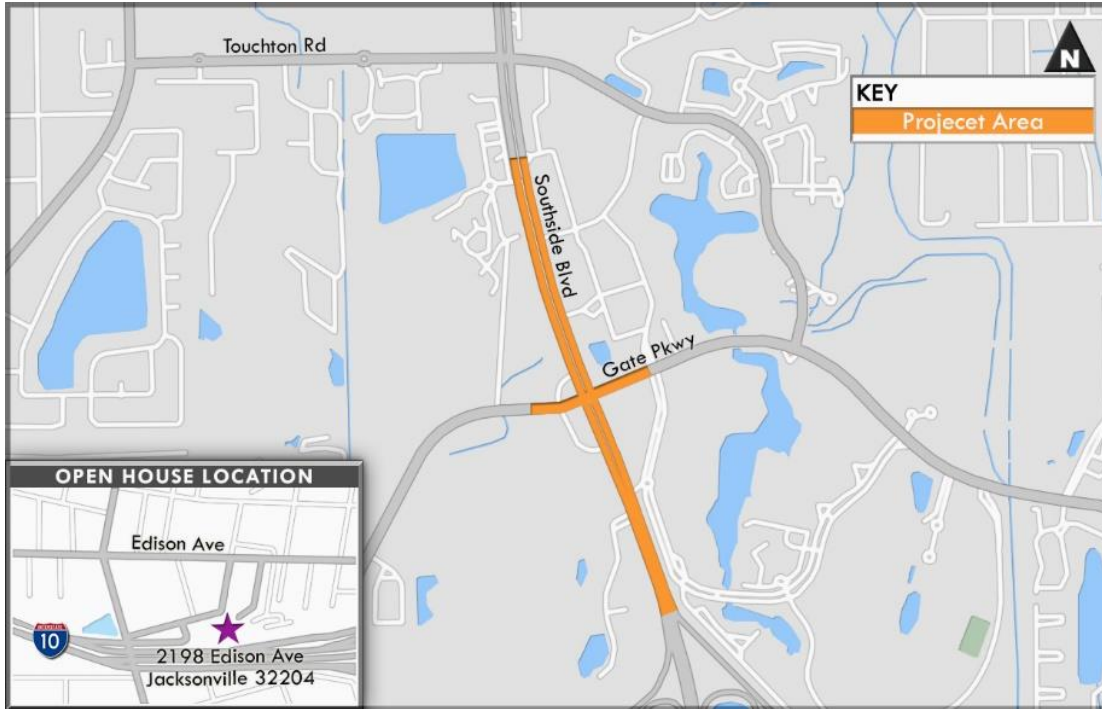 Touchton Rd
N
KEY
Projecet Area
Southside Blvd
Gate Pkwy
OPEN HOUSE LOCATION
Edison Ave
INTERSTATE
10
2198 Edison Ave
Jacksonville 32204